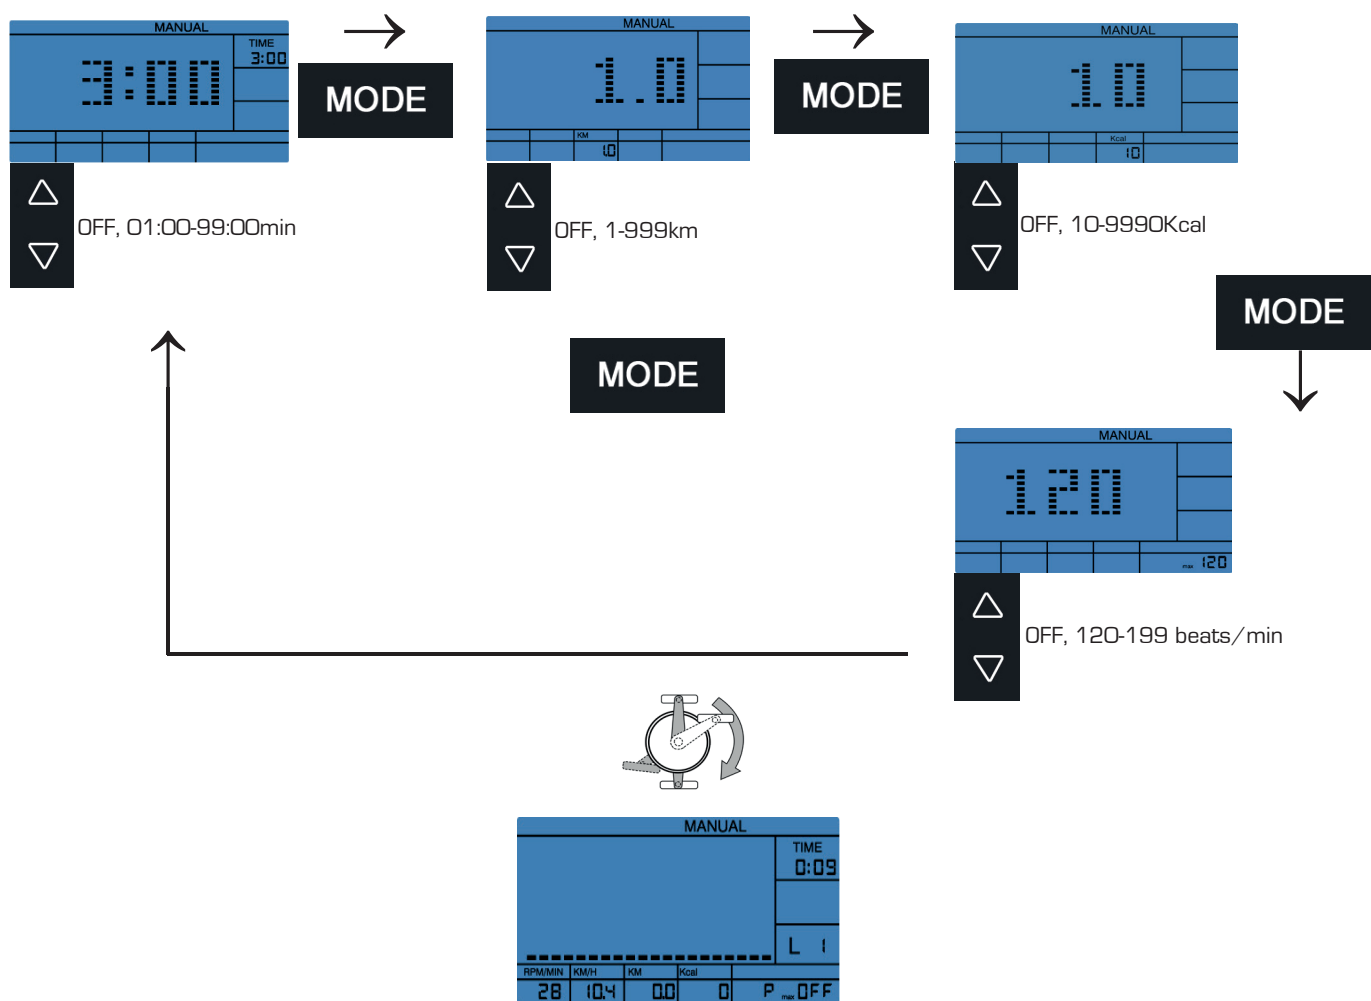 MANUAL
TIME
3:00
3:00
MODE
OFF, 01:00-99:00min
MANUAL
1.0
KM
1.0
MODE
OFF, 1-999km
MANUAL
10
Kcal
10
OFF, 10-9990Kcal
MODE
MODE
MANUAL
120
max 120
OFF, 120-199 beats/min
MANUAL
TIME
0:09
L 1
RPM/MIN KM/H KM Kcal
28 10.4 0.0 0 P max OFF